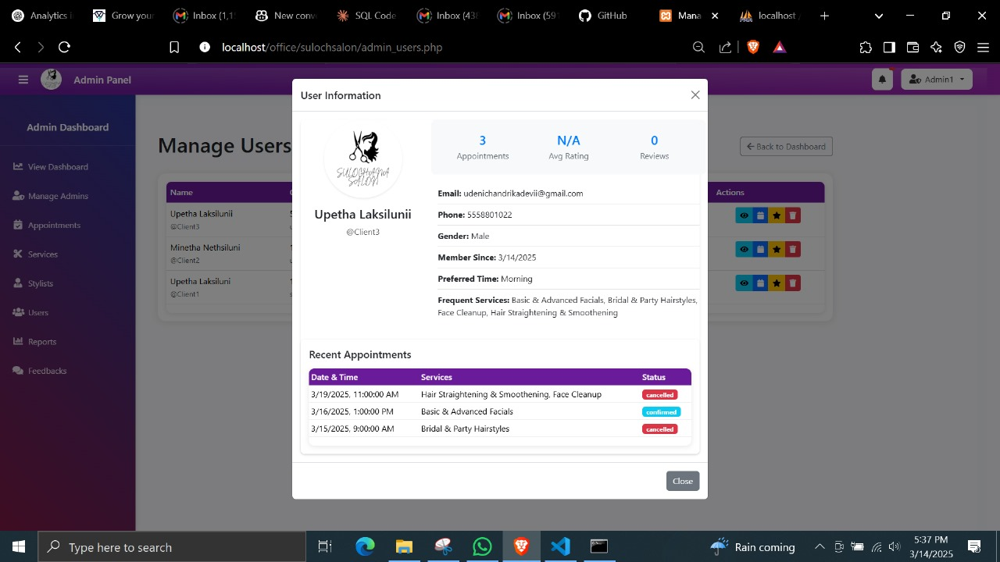 Analytics
Grow your
Inbox (1,1
New conv
SQL Code
Inbox (43
Inbox (591
GitHub
Mana
localhost
localhost/office/sulochsalon/admin_users.php
Admin Panel
Admin1
User Information
Admin Dashboard
SULOCHANA
SALON
3
N/A
0
Appointments
Avg Rating
Reviews
Manage Users
Back to Dashboard
View Dashboard
Manage Admins
Appointments
Services
Stylists
Users
Reports
Feedbacks
Name
Actions
Upetha Laksilunii
@Client3
Minetha Nethsiluni
@Client2
Upetha Laksiluni
@Client1
Upetha Laksilunii
@Client3
Email: udenichandrikadevii@gmail.com
Phone: 5558801022
Gender: Male
Member Since: 3/14/2025
Preferred Time: Morning
Frequent Services: Basic & Advanced Facials, Bridal & Party Hairstyles,
Face Cleanup, Hair Straightening & Smoothening
Recent Appointments
Date & Time Services Status
3/19/2025, 11:00:00 AM Hair Straightening & Smoothening, Face Cleanup cancelled
3/16/2025, 1:00:00 PM Basic & Advanced Facials confirmed
3/15/2025, 9:00:00 AM Bridal & Party Hairstyles cancelled
Close
Type here to search
Rain coming
5:37 PM
3/14/2025